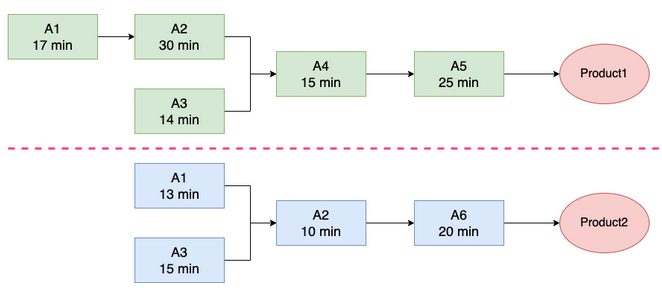 A1
17 min
A2
30 min
A3
14 min
A4
15 min
A5
25 min
Product1
A1
13 min
A3
15 min
A2
10 min
A6
20 min
Product2